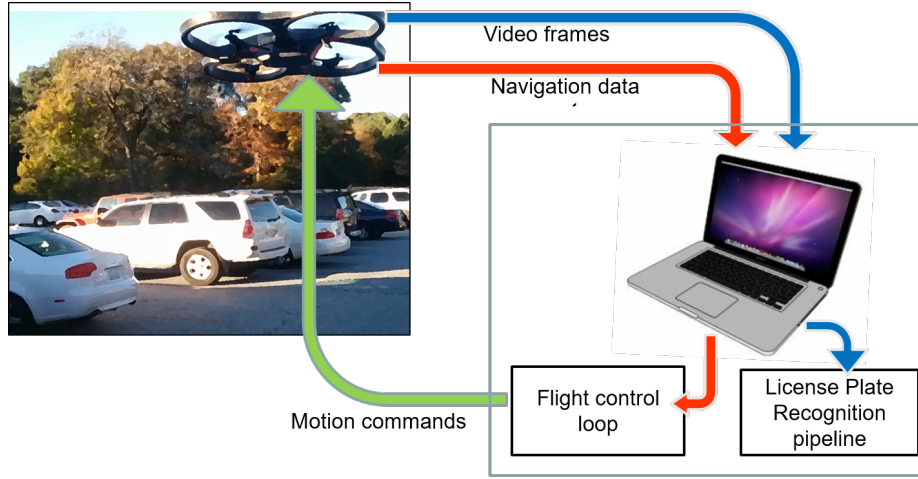 Video frames
Navigation data
Flight control
loop
License Plate
Recognition
pipeline
Motion commands